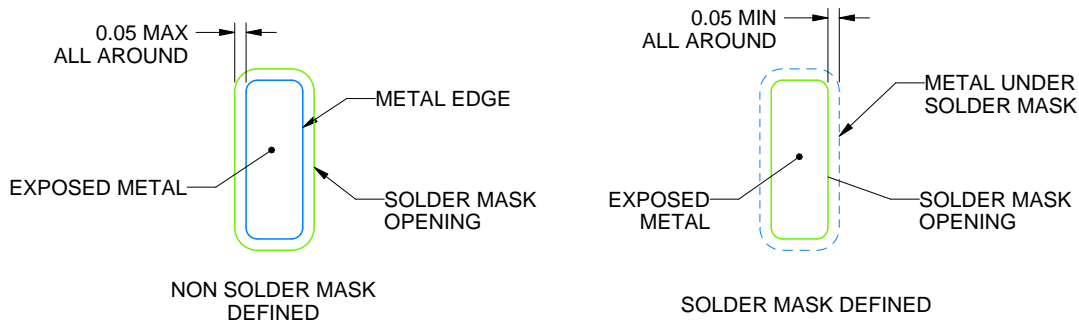 0.05 MAX
ALL AROUND
METAL EDGE
EXPOSED METAL
SOLDER MASK
OPENING
NON SOLDER MASK
DEFINED
0.05 MIN
ALL AROUND
METAL UNDER
SOLDER MASK
EXPOSED
METAL
SOLDER MASK
OPENING
SOLDER MASK DEFINED